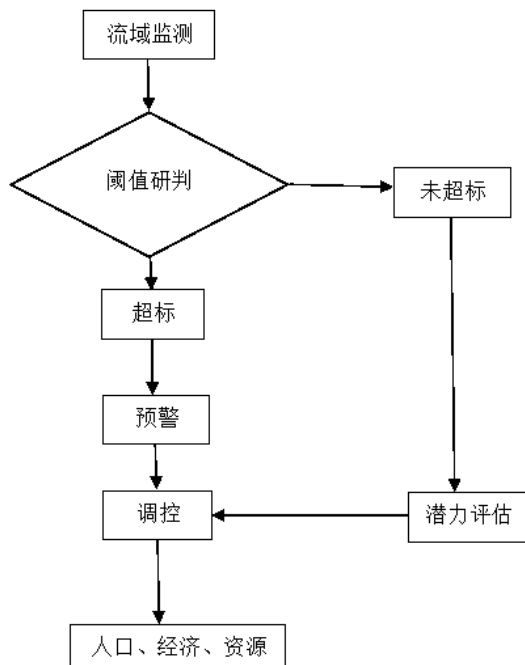 流域监测
阈值研判
未超标
超标
预警
调控
潜力评估
人口、经济、资源